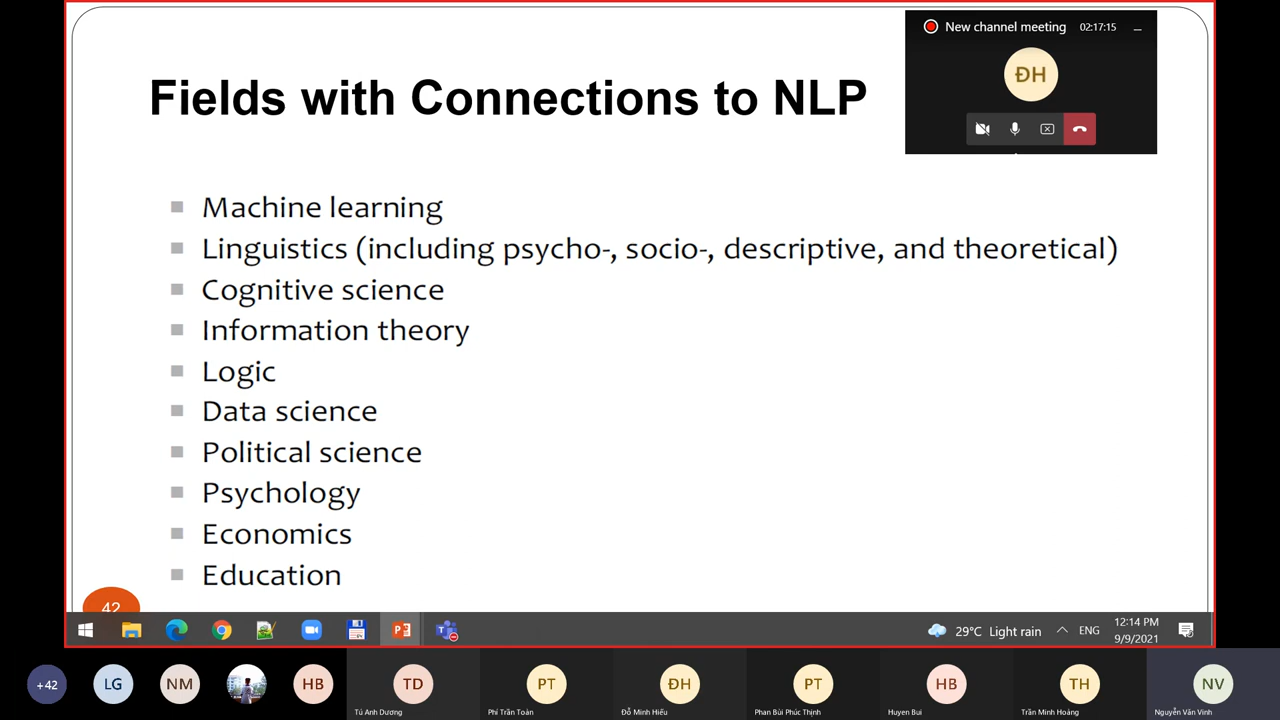 New channel meeting 02:17:15
ĐH
Fields with Connections to NLP
Machine learning
Linguistics (including psycho-, socio-, descriptive, and theoretical)
Cognitive science
Information theory
Logic
Data science
Political science
Psychology
Economics
Education
42
29°C Light rain ENG 12:14 PM
9/9/2021
+42 LG NM HB TD PT ĐH PT HB TH NV
Tú Anh Dương Phí Trần Toàn Đỗ Minh Hiếu Phan Bùi Phúc Thịnh Huyen Bui Trần Minh Hoàng Nguyễn Văn Vinh